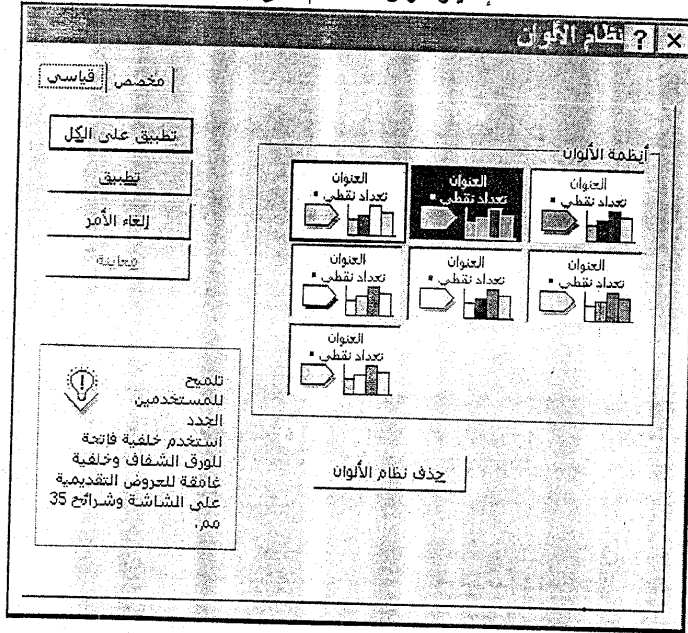 نظام الألوان
قياسي
مخصص
أنظمة الألوان
العنوان
تعداد نقطي
العنوان
تعداد نقطي
العنوان
تعداد نقطي
العنوان
تعداد نقطي
العنوان
تعداد نقطي
العنوان
تعداد نقطي
العنوان
تعداد نقطي
تطبيق على الكل
تطبيق
إلغاء الأمر
معاينة
حذف نظام الألوان
تلميح
للمستخدمين
الجدد
استخدم خلفية فاتحة
للورق الشفاف وخلفية
غامقة للعروض التقديمية
على الشاشة وشرائح 35
مم.